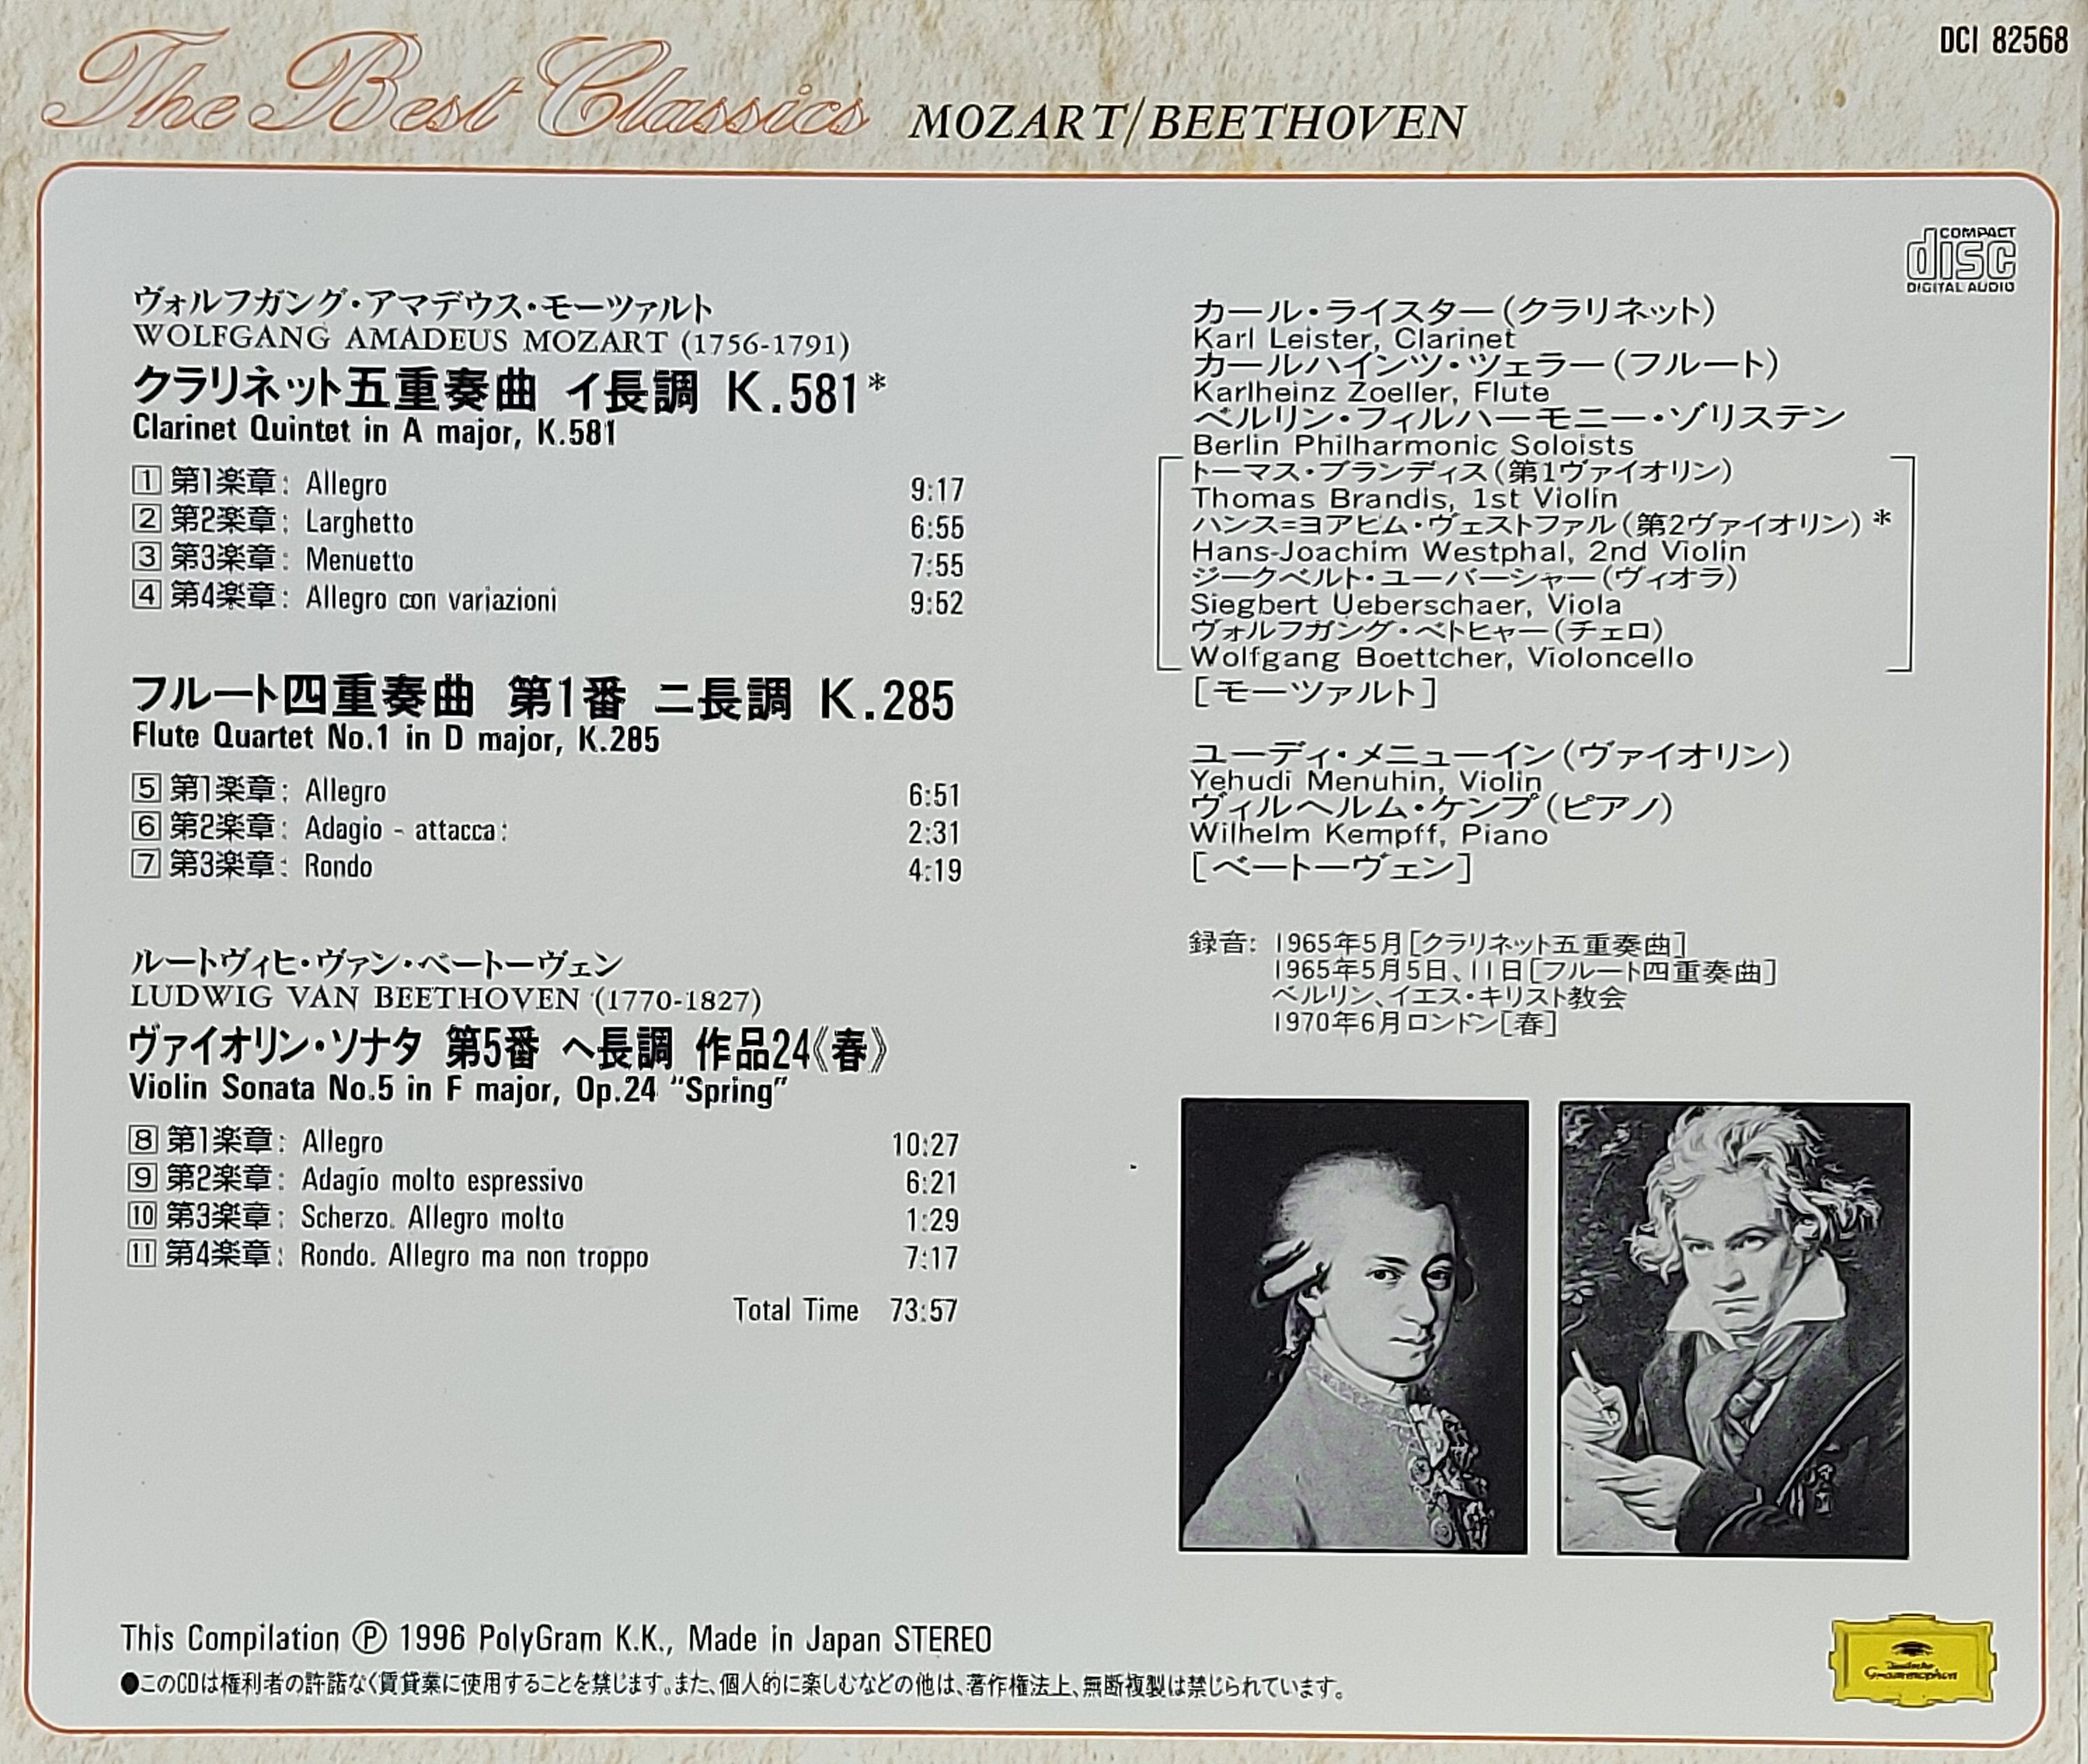 DCI 82568
The Best Classics MOZART/BEETHOVEN
COMPACT
disc
DIGITAL AUDIO
ヴォルフガング・アマデウス・モーツァルト
WOLFGANG AMADEUS MOZART (1756-1791)
クラリネット五重奏曲 イ長調 K.581*
Clarinet Quintet in A major, K.581
1 第1楽章: Allegro 9:17
2 第2楽章: Larghetto 6:55
3 第3楽章: Menuetto 7:55
4 第4楽章: Allegro con variazioni 9:52
フルート四重奏曲 第1番 ニ長調 K.285
Flute Quartet No.1 in D major, K.285
5 第1楽章: Allegro 6:51
6 第2楽章: Adagio - attacca: 2:31
7 第3楽章: Rondo 4:19
ルートヴィヒ・ヴァン・ベートーヴェン
LUDWIG VAN BEETHOVEN (1770-1827)
ヴァイオリン・ソナタ 第5番 ヘ長調 作品24《春》
Violin Sonata No.5 in F major, Op.24 “Spring”
8 第1楽章: Allegro 10:27
9 第2楽章: Adagio molto espressivo 6:21
10 第3楽章: Scherzo. Allegro molto 1:29
11 第4楽章: Rondo. Allegro ma non troppo 7:17
Total Time 73:57
カール・ライスター(クラリネット)
Karl Leister, Clarinet
カールハインツ・ツェラー(フルート)
Karlheinz Zoeller, Flute
ベルリン・フィルハーモニー・ゾリステン
Berlin Philharmonic Soloists
トーマス・ブランディス(第1ヴァイオリン)
Thomas Brandis, 1st Violin
ハンス=ヨアヒム・ヴェストファル(第2ヴァイオリン)*
Hans-Joachim Westphal, 2nd Violin
ジークベルト・ユーバーシャー(ヴィオラ)
Siegbert Ueberschaer, Viola
ヴォルフガング・ベトヒャー(チェロ)
Wolfgang Boettcher, Violoncello
[モーツァルト]
ユーディ・メニューイン(ヴァイオリン)
Yehudi Menuhin, Violin
ヴィルヘルム・ケンプ(ピアノ)
Wilhelm Kempff, Piano
[ベートーヴェン]
録音: 1965年5月[クラリネット五重奏曲]
1965年5月5日、11日[フルート四重奏曲]
ベルリン、イエス・キリスト教会
1970年6月ロンドン[春]
This Compilation Ⓟ 1996 PolyGram K.K., Made in Japan STEREO
●このCDは権利者の許諾なく賃貸業に使用することを禁じます。また、個人的に楽しむなどの他は、著作権法上、無断複製は禁じられています。
Deutsche
Grammophon